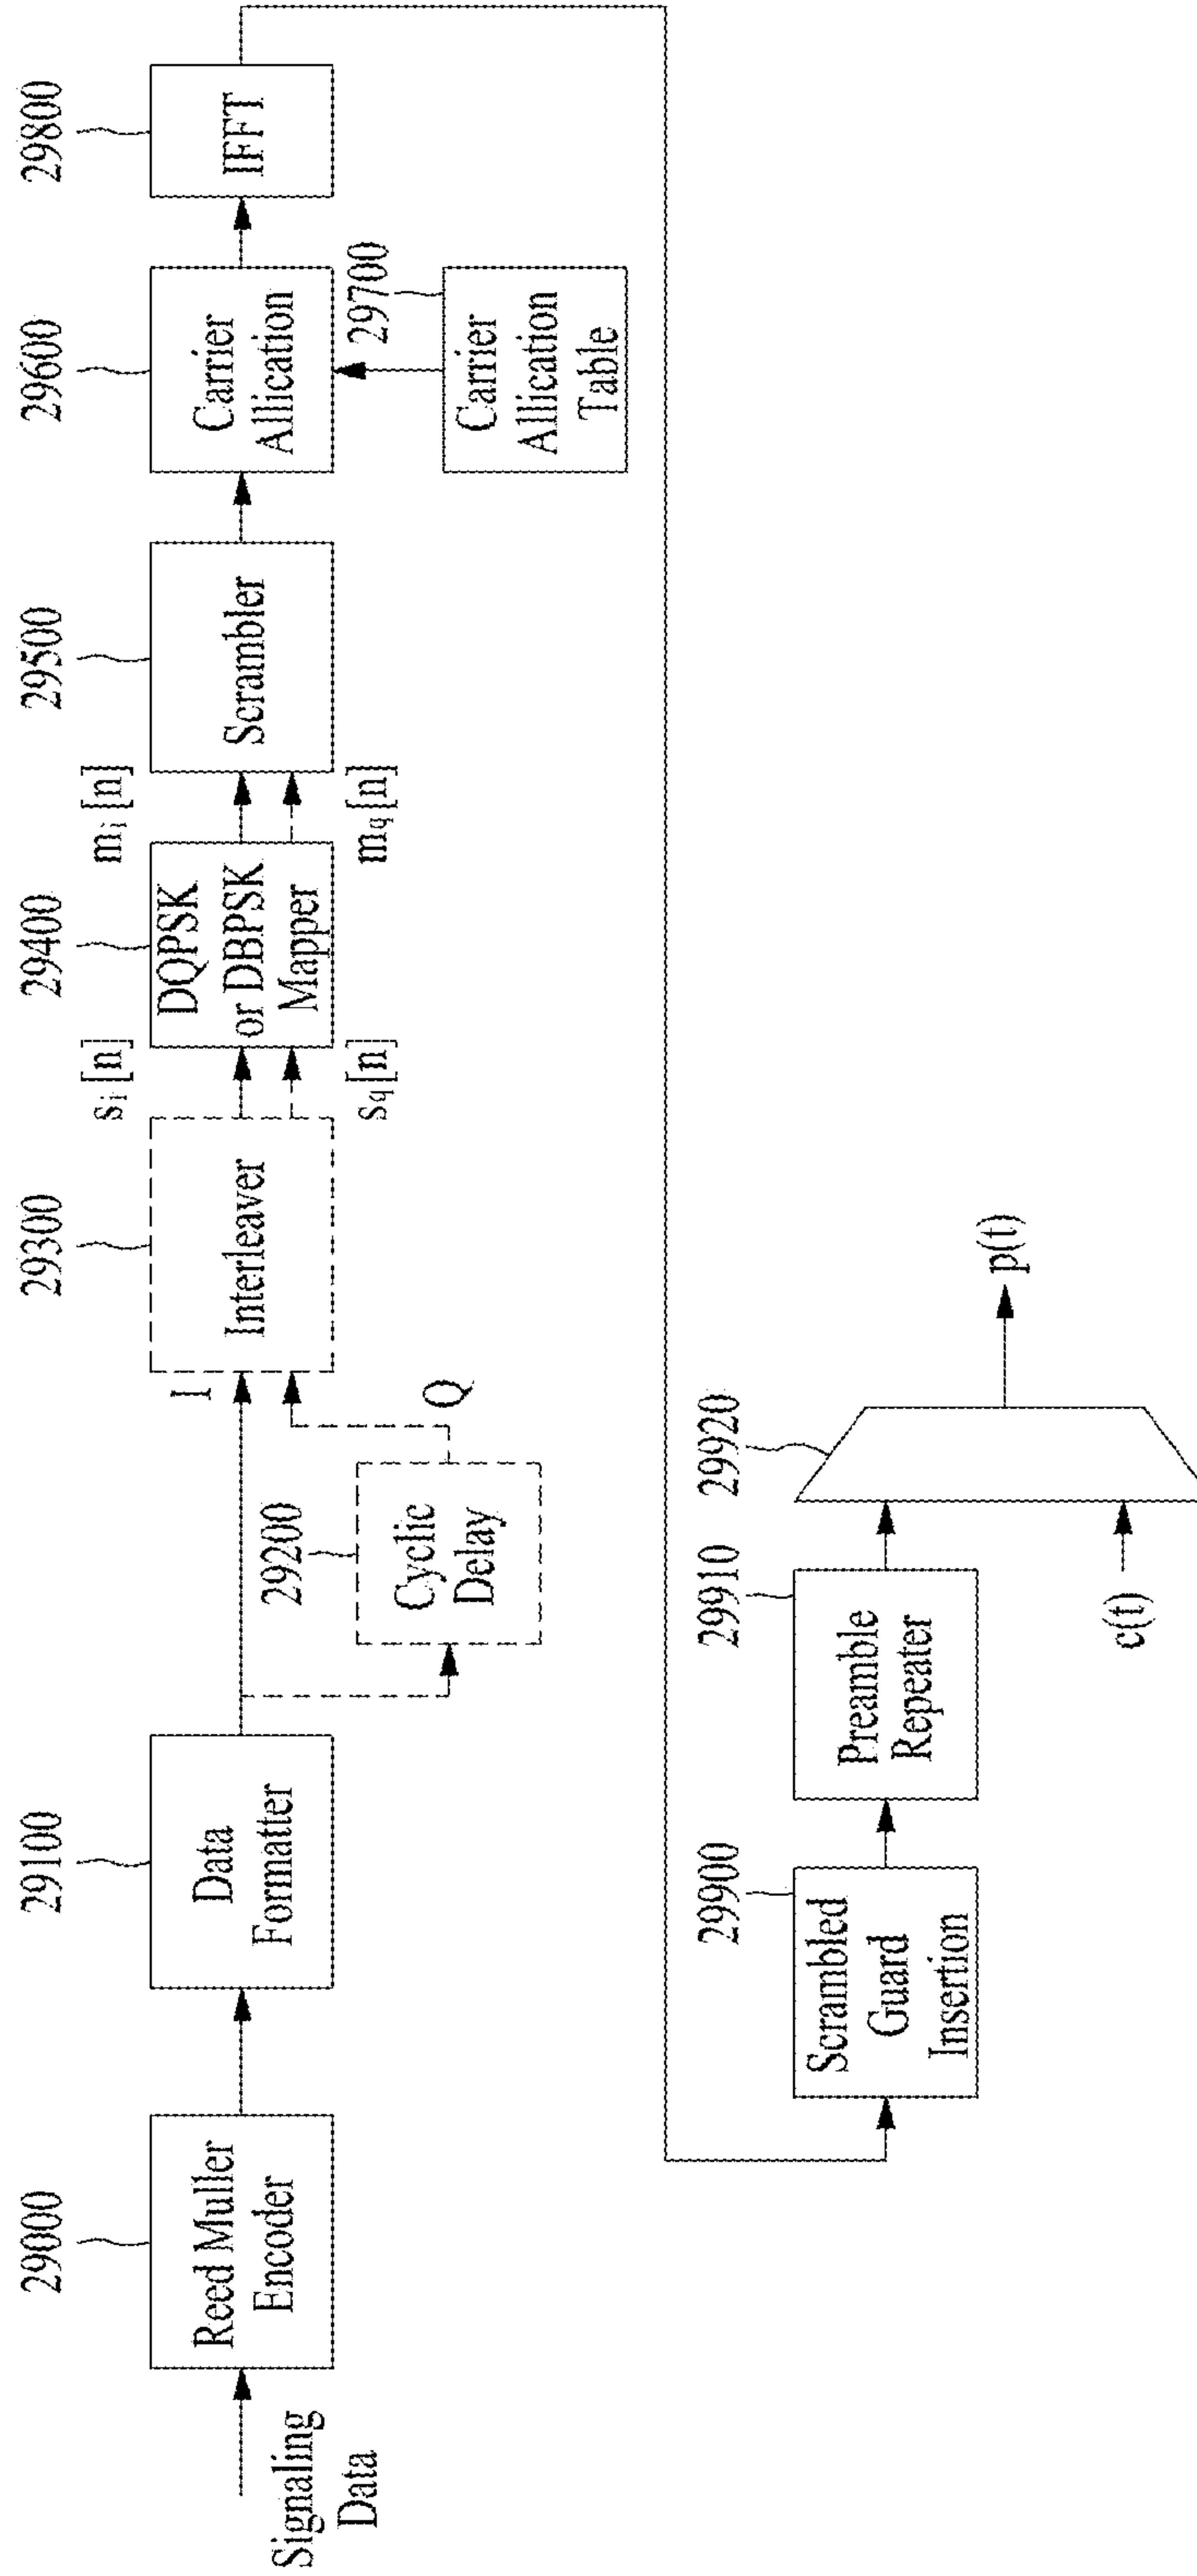 29000
29100
29300
29400
29500
29600
29800
Signaling
Data
Reed Muller
Encoder
Data
Formatter
I
Interleaver
sᵢ[n]
s_q[n]
DQPSK
or DBPSK
Mapper
mᵢ[n]
m_q[n]
Scrambler
Carrier
Allication
IFFT
29200
Cyclic
Delay
Q
29700
Carrier
Allication
Table
29900
29910
29920
Scrambled
Guard
Insertion
Preamble
Repeater
c(t)
p(t)